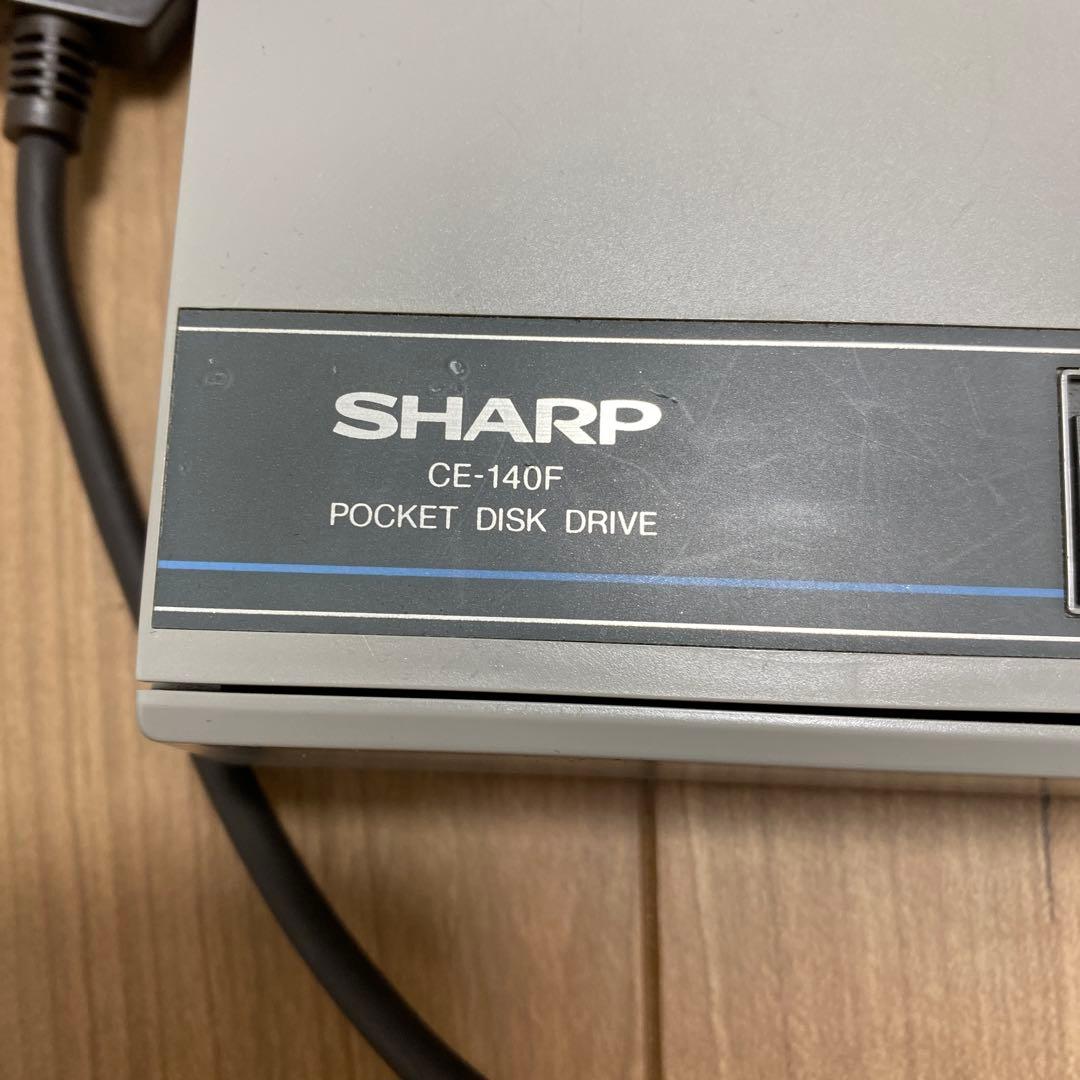 SHARP
CE-140F
POCKET DISK DRIVE